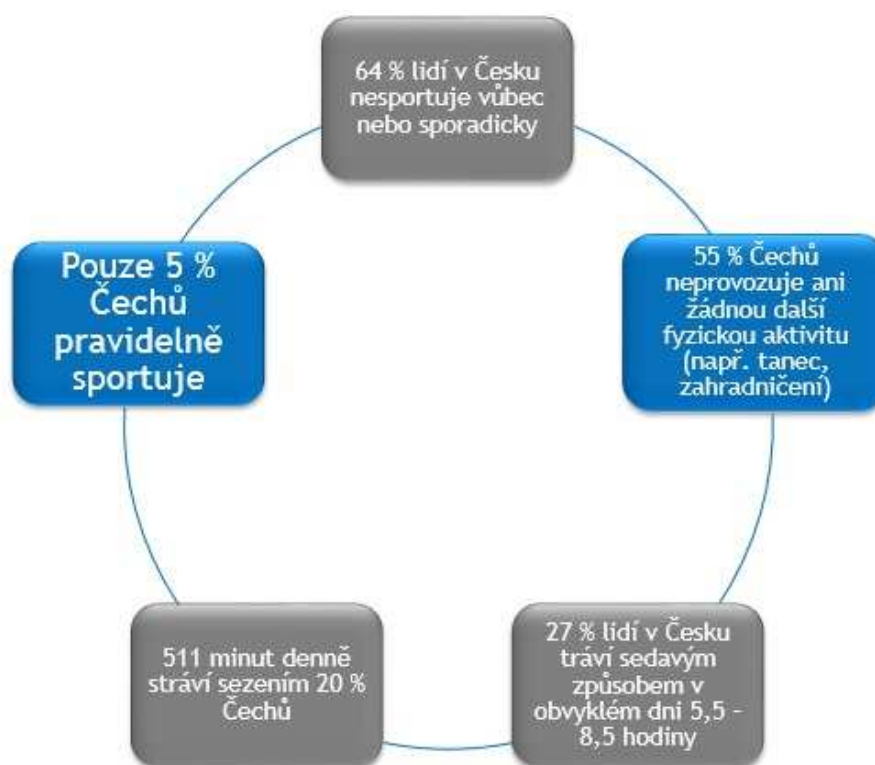 64 % lidí v Česku
nesportuje vůbec
nebo sporadicky
55 % Čechů
neprovozuje ani
žádnou další
fyzickou aktivitu
(např. tanec,
zahradničení)
27 % lidí v Česku
tráví sedavým
způsobem v
obvyklém dni 5,5 –
8,5 hodiny
511 minut denně
stráví sezením 20 %
Čechů
Pouze 5 %
Čechů
pravidelně
sportuje